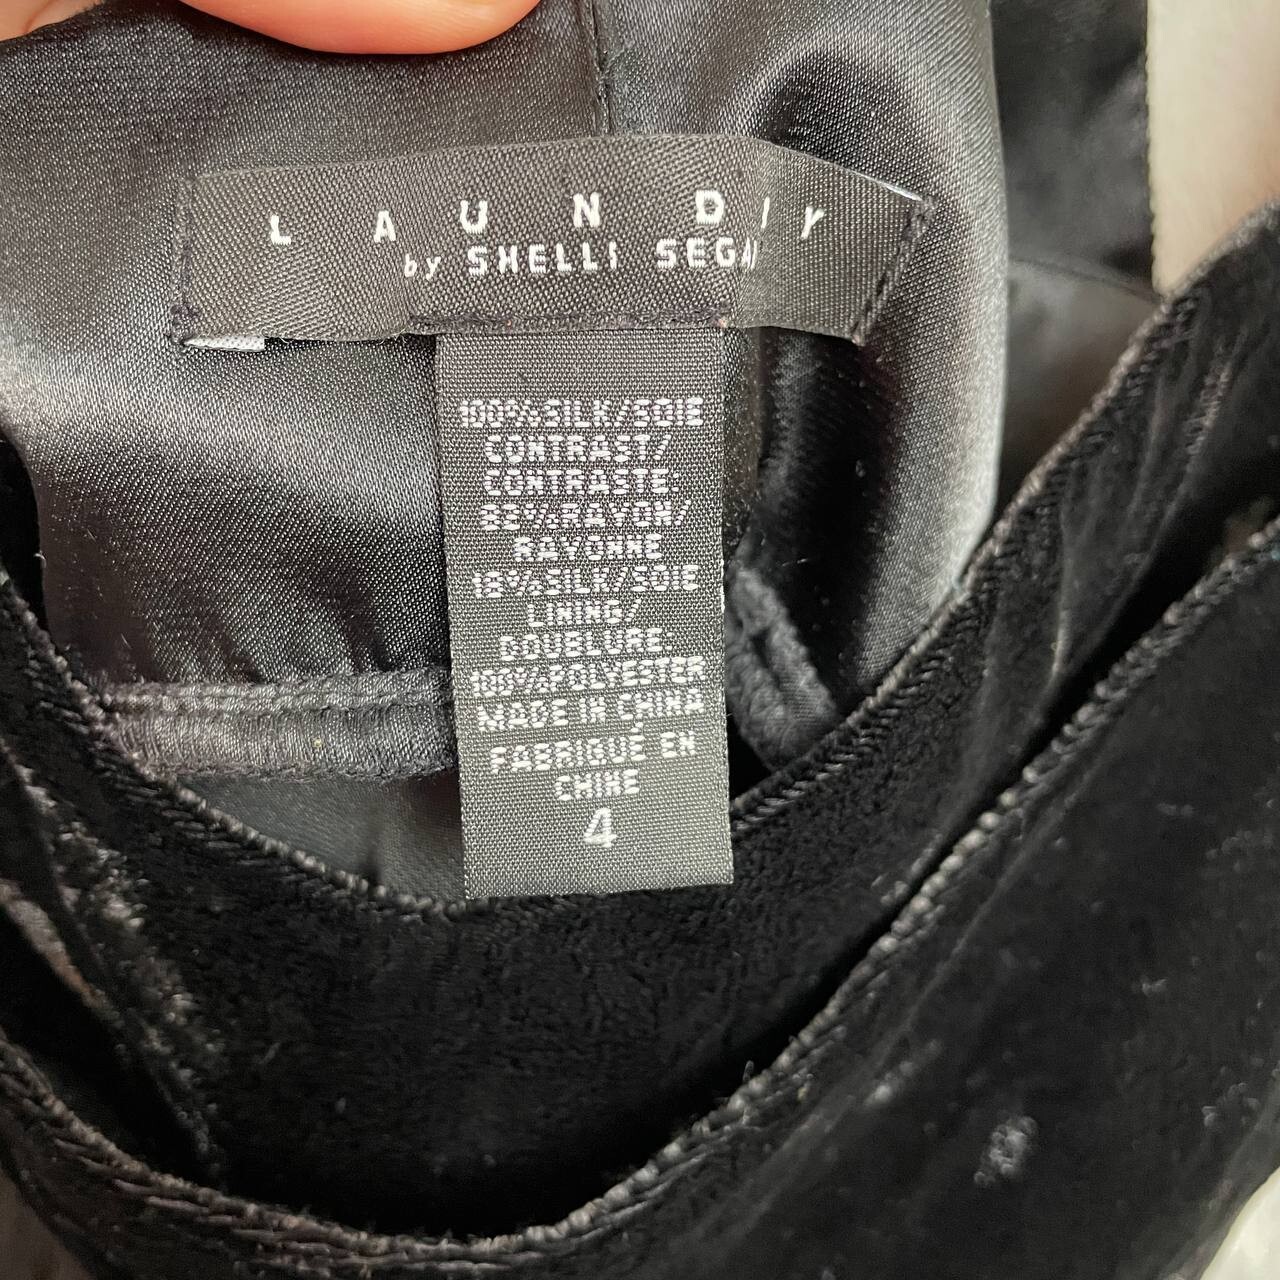 L A U N D R Y
by SHELLI SEGAL
100% SILK/SOIE
CONTRAST/
CONTRASTE:
82% RAYON/
RAYONNE
18% SILK/SOIE
LINING/
DOUBLURE:
100% POLYESTER
MADE IN CHINA
FABRIQUÉ EN
CHINE
4